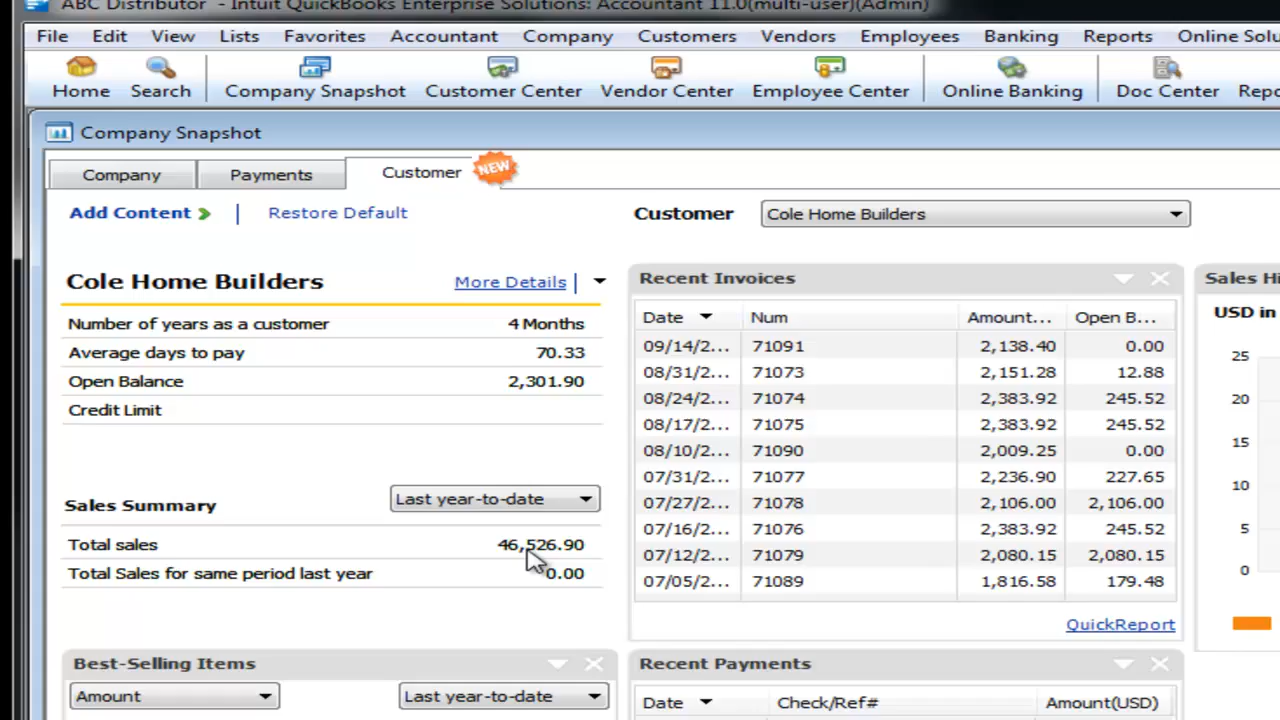 ABC Distributor - Intuit QuickBooks Enterprise Solutions: Accountant 11.0(multi-user)(Admin)
File Edit View Lists Favorites Accountant Company Customers Vendors Employees Banking Reports Online Solu
Home Search Company Snapshot Customer Center Vendor Center Employee Center Online Banking Doc Center Repo
Company Snapshot
Company Payments Customer NEW
Add Content Restore Default Customer Cole Home Builders
Cole Home Builders More Details
Number of years as a customer 4 Months
Average days to pay 70.33
Open Balance 2,301.90
Credit Limit
Sales Summary Last year-to-date
Total sales 46,526.90
Total Sales for same period last year 0.00
Recent Invoices
Date Num Amount... Open B...
09/14/2... 71091 2,138.40 0.00
08/31/2... 71073 2,151.28 12.88
08/24/2... 71074 2,383.92 245.52
08/17/2... 71075 2,383.92 245.52
08/10/2... 71090 2,009.25 0.00
07/31/2... 71077 2,236.90 227.65
07/27/2... 71078 2,106.00 2,106.00
07/16/2... 71076 2,383.92 245.52
07/12/2... 71079 2,080.15 2,080.15
07/05/2... 71089 1,816.58 179.48
QuickReport
Sales Hi
USD in
25
20
15
10
5
0
Best-Selling Items
Amount Last year-to-date
Recent Payments
Date Check/Ref# Amount(USD)